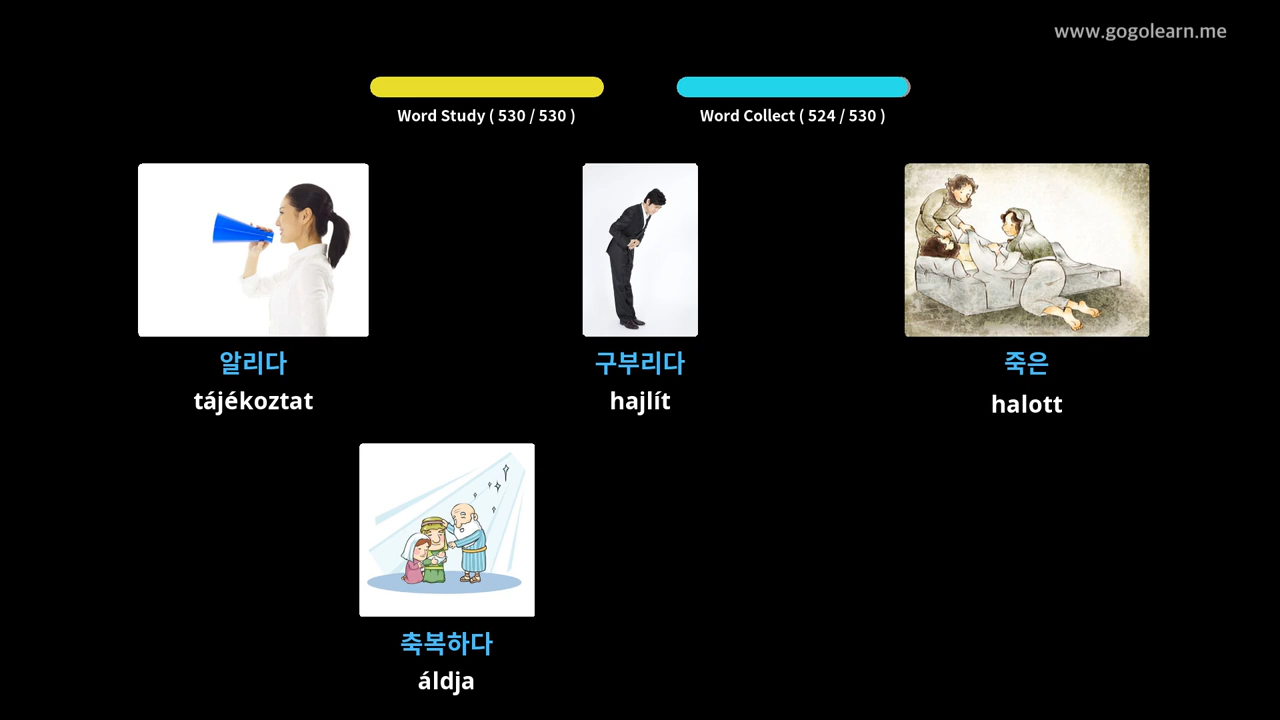 www.gogolearn.me
Word Study ( 530 / 530 )
Word Collect ( 524 / 530 )
알리다
tájékoztat
구부리다
hajlít
죽은
halott
축복하다
áldja